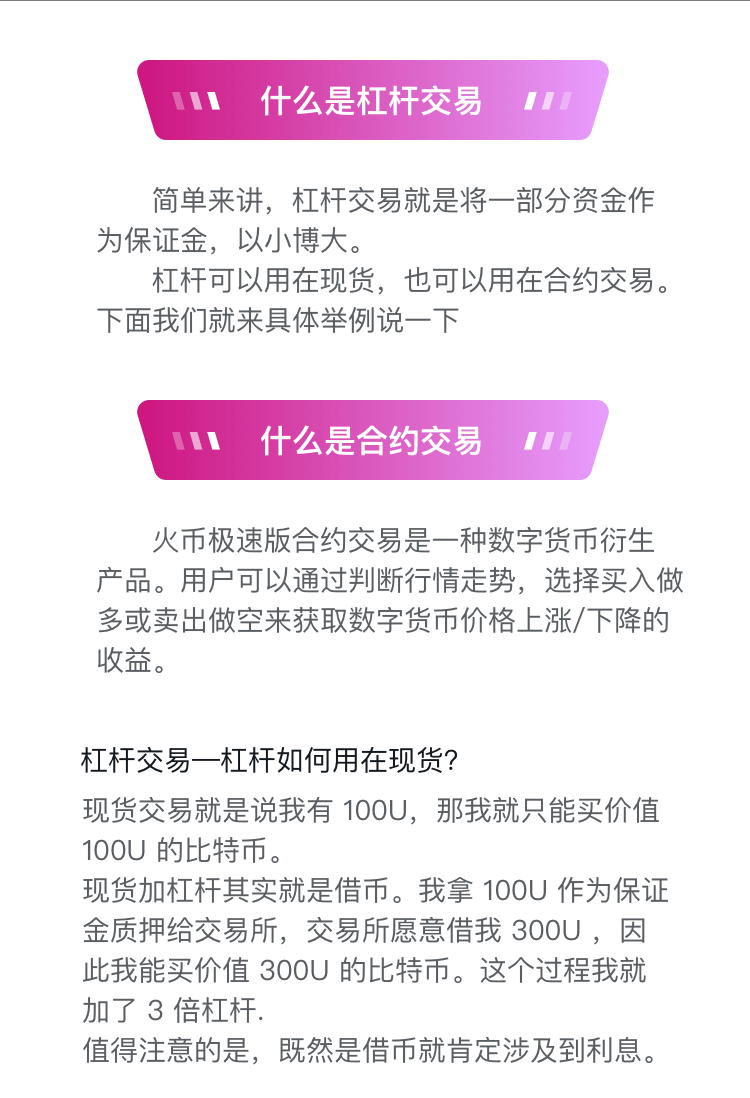 什么是杠杆交易
简单来讲，杠杆交易就是将一部分资金作
为保证金，以小博大。
杠杆可以用在现货，也可以用在合约交易。
下面我们就来具体举例说一下
什么是合约交易
火币极速版合约交易是一种数字货币衍生
产品。用户可以通过判断行情走势，选择买入做
多或卖出做空来获取数字货币价格上涨/下降的
收益。
杠杆交易—杠杆如何用在现货?
现货交易就是说我有 100U，那我就只能买价值
100U 的比特币。
现货加杠杆其实就是借币。我拿 100U 作为保证
金质押给交易所，交易所愿意借我 300U ，因
此我能买价值 300U 的比特币。这个过程我就
加了 3 倍杠杆.
值得注意的是，既然是借币就肯定涉及到利息。